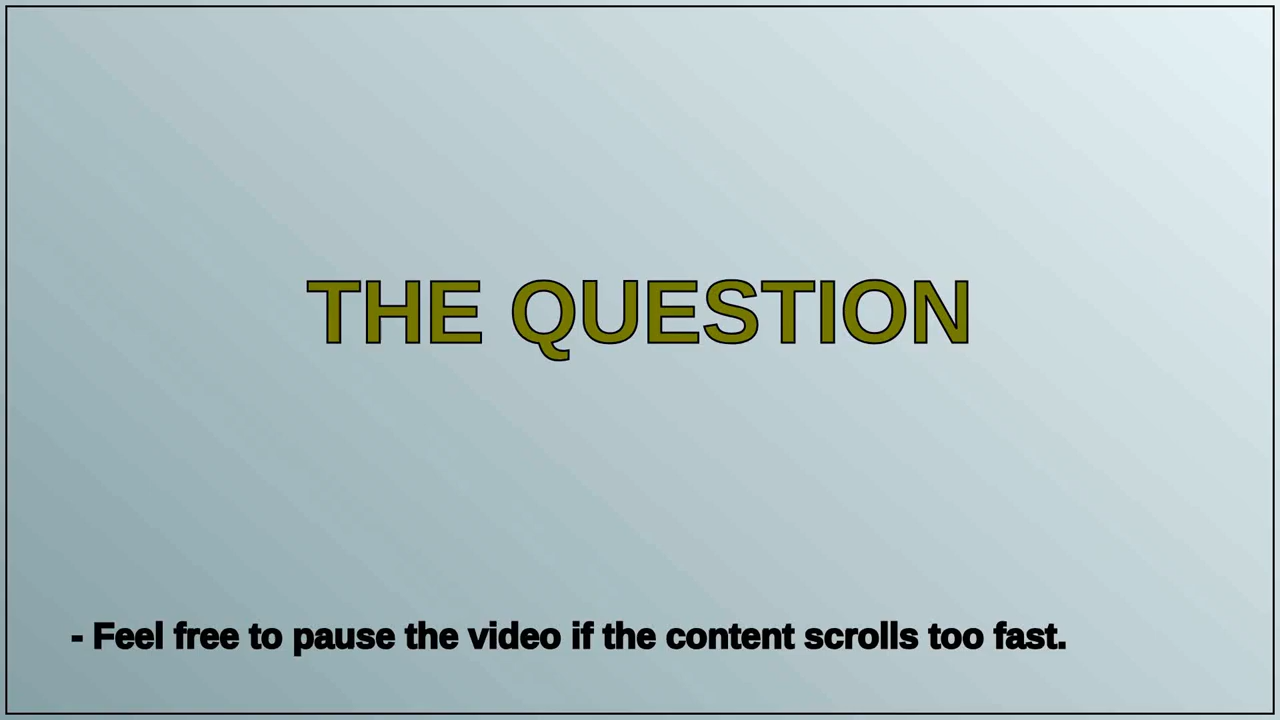 THE QUESTION
- Feel free to pause the video if the content scrolls too fast.